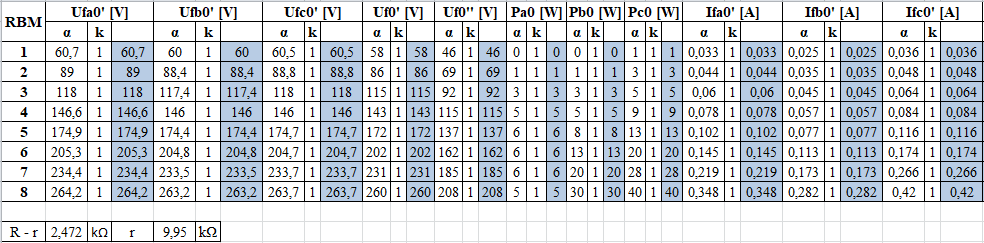 RBM Ufa0' [V] Ufb0' [V] Ufc0' [V] Uf0' [V] Uf0'' [V] Pa0 [W] Pb0 [W] Pc0 [W] Ifa0' [A] Ifb0' [A] Ifc0' [A]
α k α k α k α k α k α k α k α k α k α k α k
1 60,7 1 60,7 60 1 60 60,5 1 60,5 58 1 58 46 1 46 0 1 0 0 1 0 1 1 1 0,033 1 0,033 0,025 1 0,025 0,036 1 0,036
2 89 1 89 88,4 1 88,4 88,8 1 88,8 86 1 86 69 1 69 1 1 1 1 1 1 3 1 3 0,044 1 0,044 0,035 1 0,035 0,048 1 0,048
3 118 1 118 117,4 1 117,4 118 1 118 115 1 115 92 1 92 3 1 3 3 1 3 5 1 5 0,06 1 0,06 0,045 1 0,045 0,064 1 0,064
4 146,6 1 146,6 146 1 146 146 1 146 143 1 143 115 1 115 5 1 5 5 1 5 9 1 9 0,078 1 0,078 0,057 1 0,057 0,084 1 0,084
5 174,9 1 174,9 174,4 1 174,4 174,7 1 174,7 172 1 172 137 1 137 6 1 6 8 1 8 13 1 13 0,102 1 0,102 0,077 1 0,077 0,116 1 0,116
6 205,3 1 205,3 204,8 1 204,8 204,7 1 204,7 202 1 202 162 1 162 6 1 6 13 1 13 20 1 20 0,145 1 0,145 0,113 1 0,113 0,174 1 0,174
7 234,4 1 234,4 233,5 1 233,5 233,7 1 233,7 231 1 231 185 1 185 6 1 6 20 1 20 28 1 28 0,219 1 0,219 0,173 1 0,173 0,266 1 0,266
8 264,2 1 264,2 263,2 1 263,2 263,7 1 263,7 260 1 260 208 1 208 5 1 5 30 1 30 40 1 40 0,348 1 0,348 0,282 1 0,282 0,42 1 0,42
R - r 2,472 kΩ r 9,95 kΩ